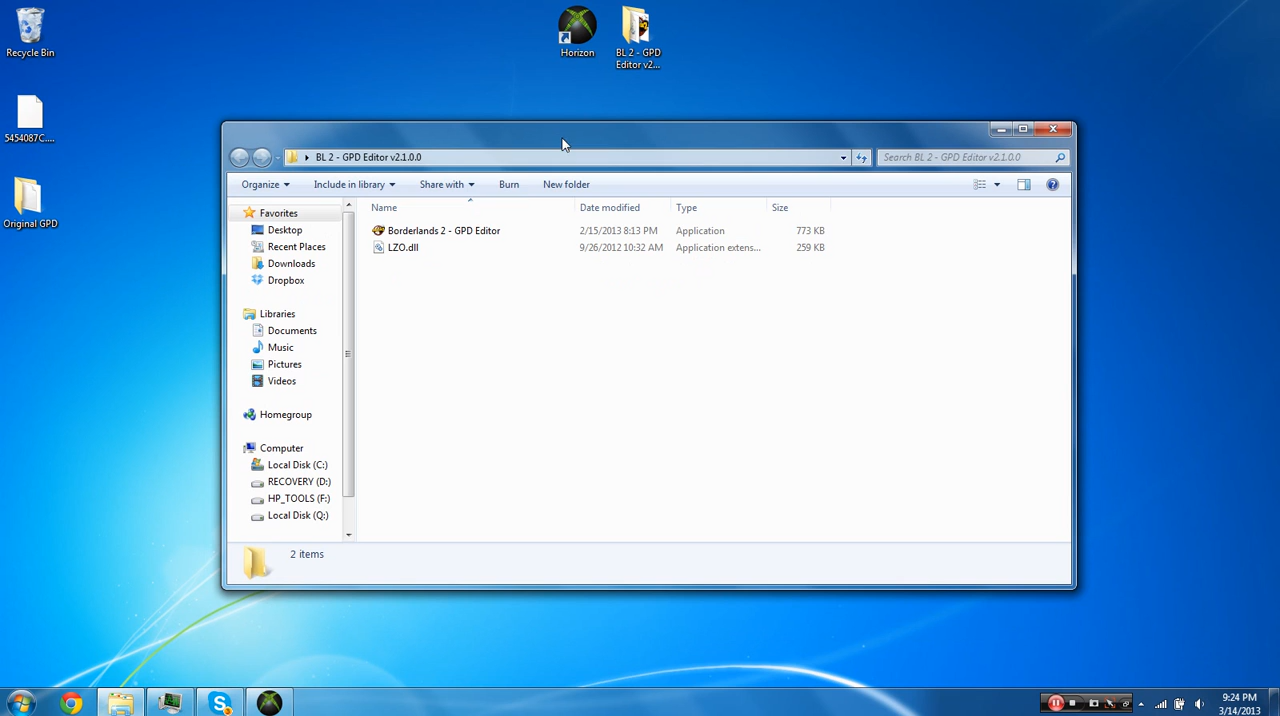 Recycle Bin
5454087C....
Original GPD
Horizon
BL 2 - GPD
Editor v2...
BL 2 - GPD Editor v2.1.0.0
Search BL 2 - GPD Editor v2.1.0.0
Organize
Include in library
Share with
Burn
New folder
Name
Date modified
Type
Size
Borderlands 2 - GPD Editor
2/15/2013 8:13 PM
Application
773 KB
LZO.dll
9/26/2012 10:32 AM
Application extens...
259 KB
Favorites
Desktop
Recent Places
Downloads
Dropbox
Libraries
Documents
Music
Pictures
Videos
Homegroup
Computer
Local Disk (C:)
RECOVERY (D:)
HP_TOOLS (F:)
Local Disk (Q:)
2 items
9:24 PM
3/14/2013